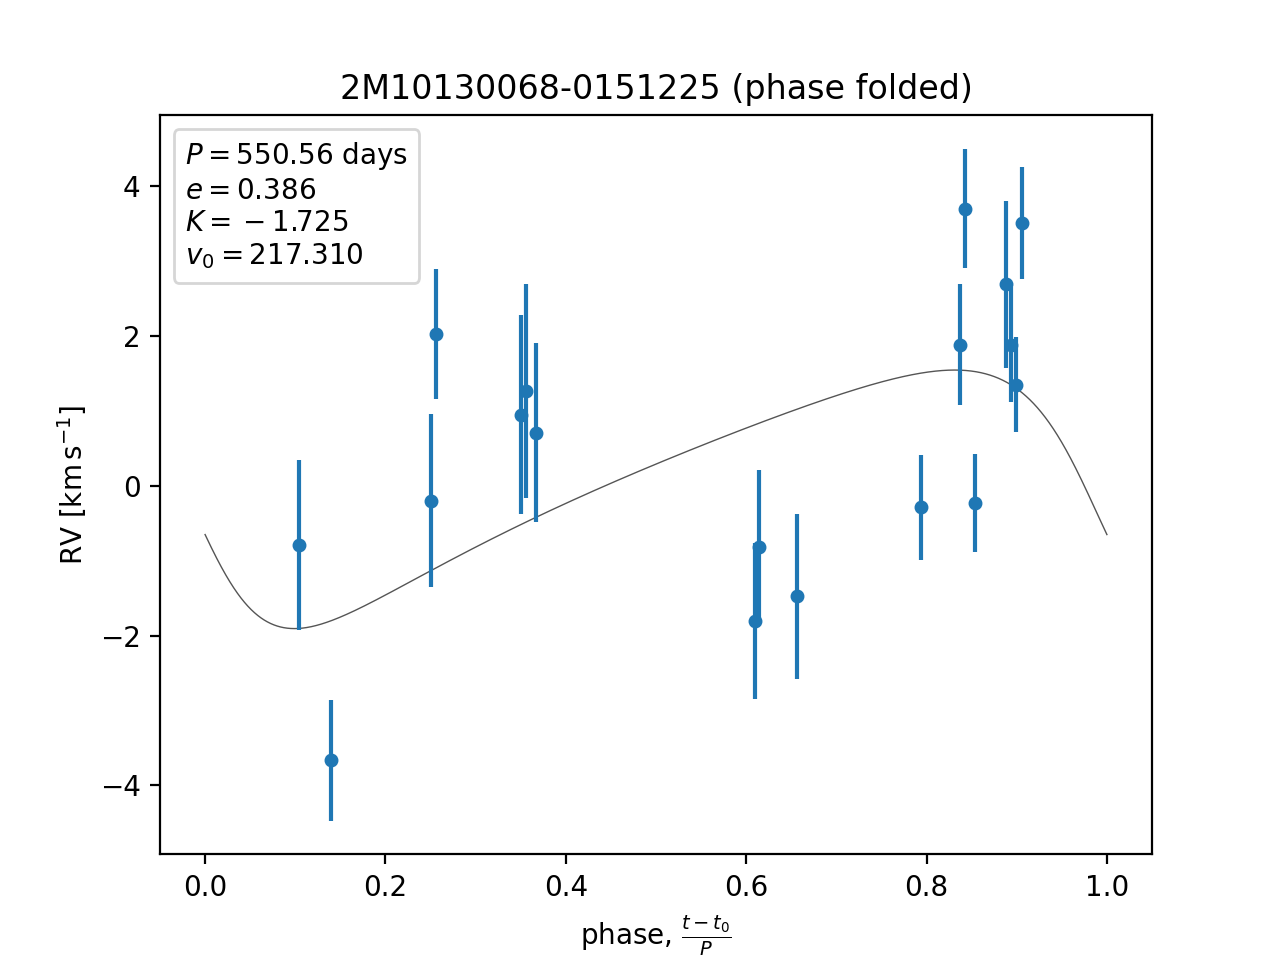 2M10130068-0151225 (phase folded)
P = 550.56 days
e = 0.386
K = −1.725
v₀ = 217.310
4
2
0
−2
−4
RV [km s⁻¹]
0.0 0.2 0.4 0.6 0.8 1.0
phase, (t − t₀)/P